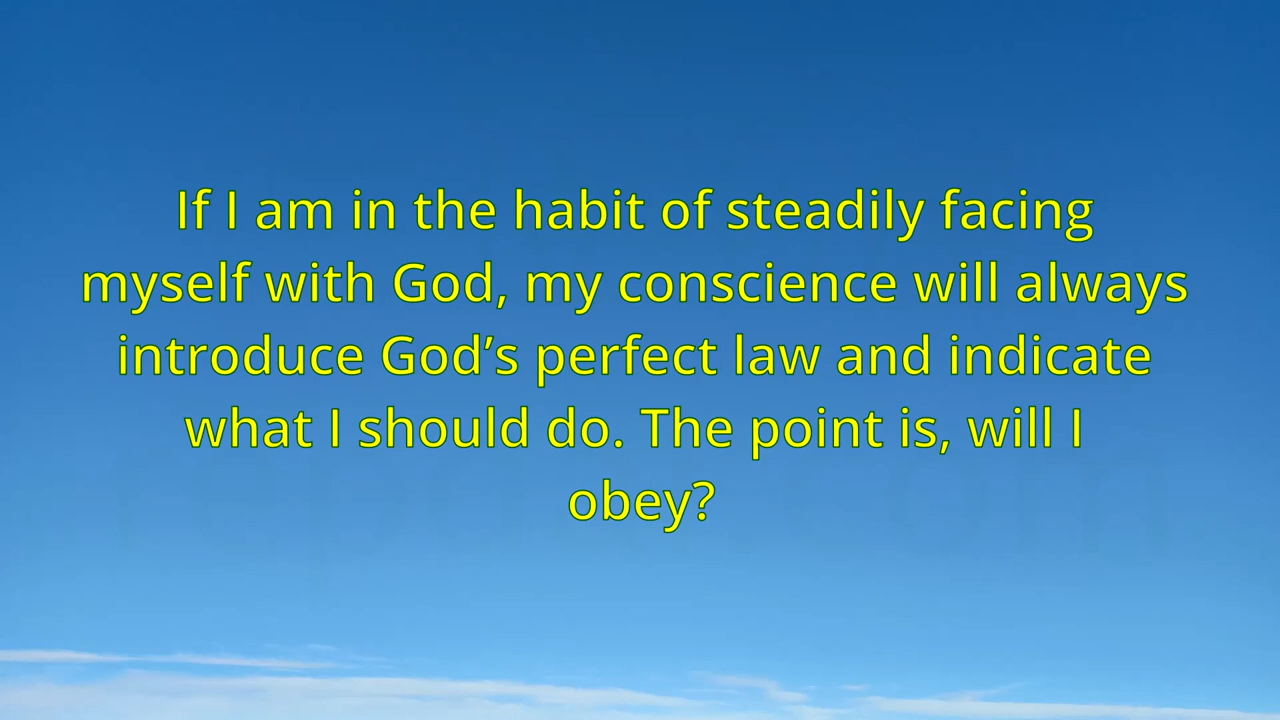 If I am in the habit of steadily facing
myself with God, my conscience will always
introduce God’s perfect law and indicate
what I should do. The point is, will I
obey?